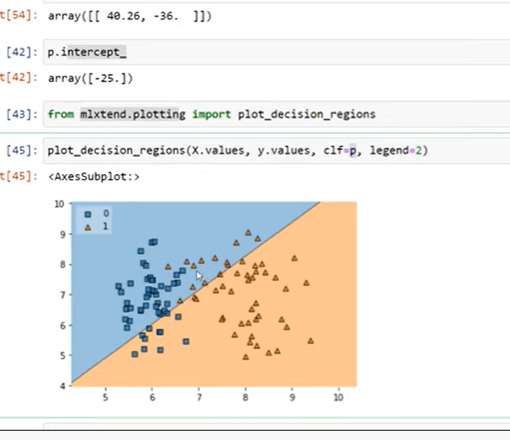 t[54]: array([[ 40.26, -36.  ]])
[42]: p.intercept_
t[42]: array([-25.])
[43]: from mlxtend.plotting import plot_decision_regions
[45]: plot_decision_regions(X.values, y.values, clf=p, legend=2)
t[45]: <AxesSubplot:>
10
0
1
9
8
7
6
5
4
5 6 7 8 9 10